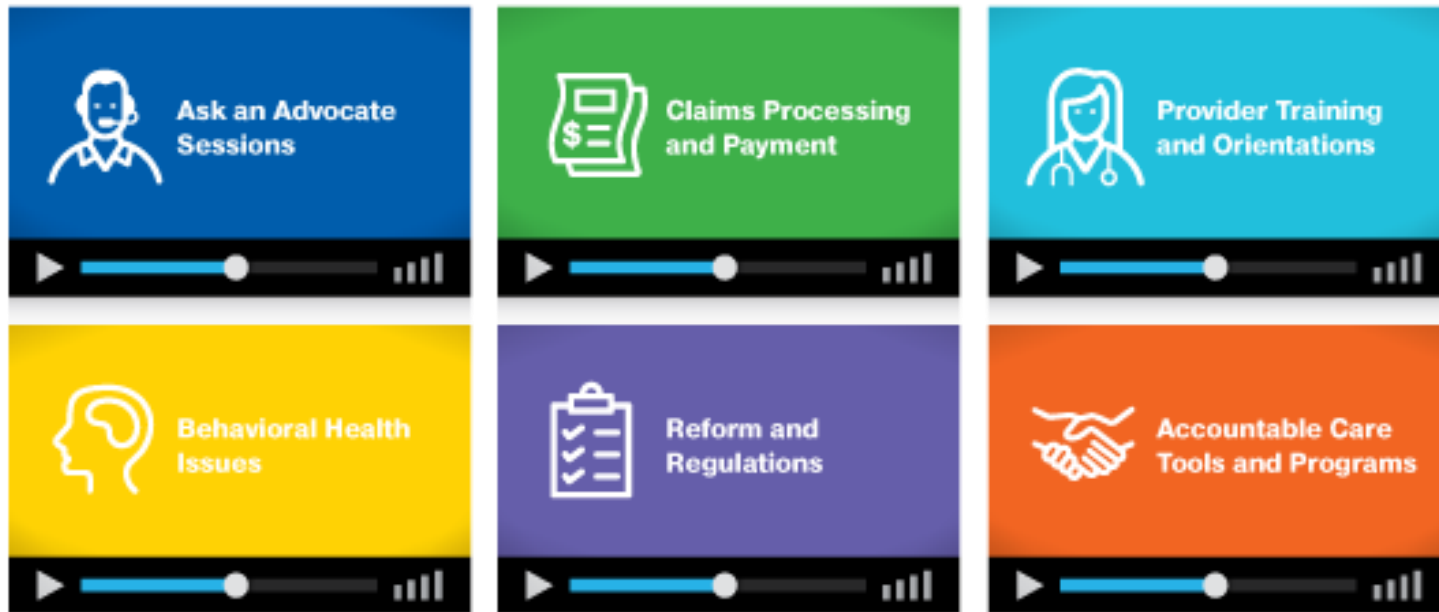 Ask an Advocate
Sessions
$
Claims Processing
and Payment
Provider Training
and Orientations
Behavioral Health
Issues
Reform and
Regulations
Accountable Care
Tools and Programs